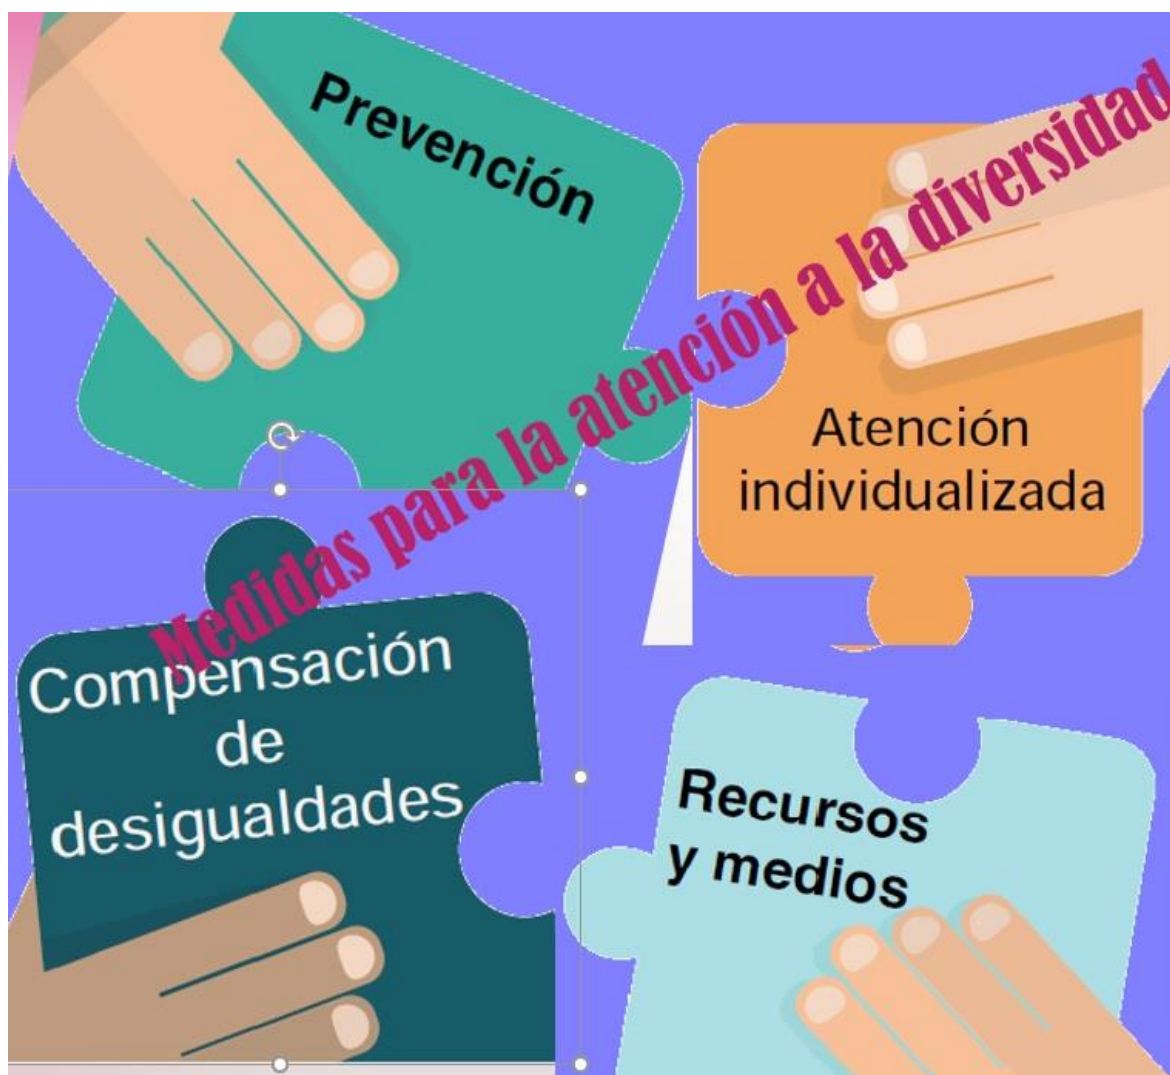 Prevención
Medidas para la atención a la diversidad
Atención
individualizada
Compensación
de
desigualdades
Recursos
y medios